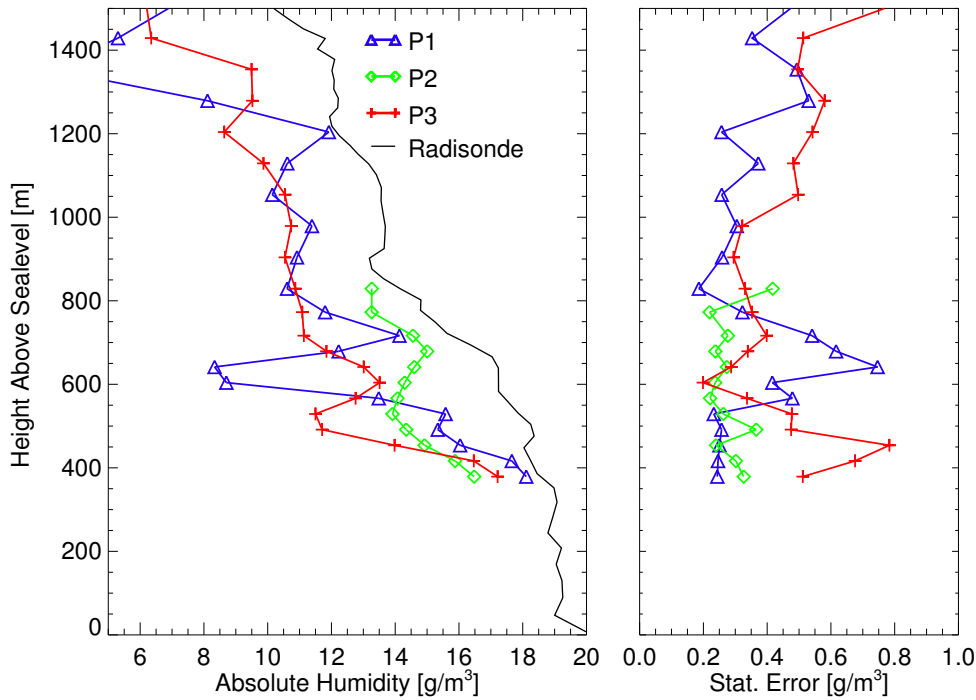 P1
P2
P3
Radisonde
1400
1200
1000
800
600
400
200
0
Height Above Sealevel [m]
6 8 10 12 14 16 18 20
Absolute Humidity [g/m³]
0.0 0.2 0.4 0.6 0.8 1.0
Stat. Error [g/m³]